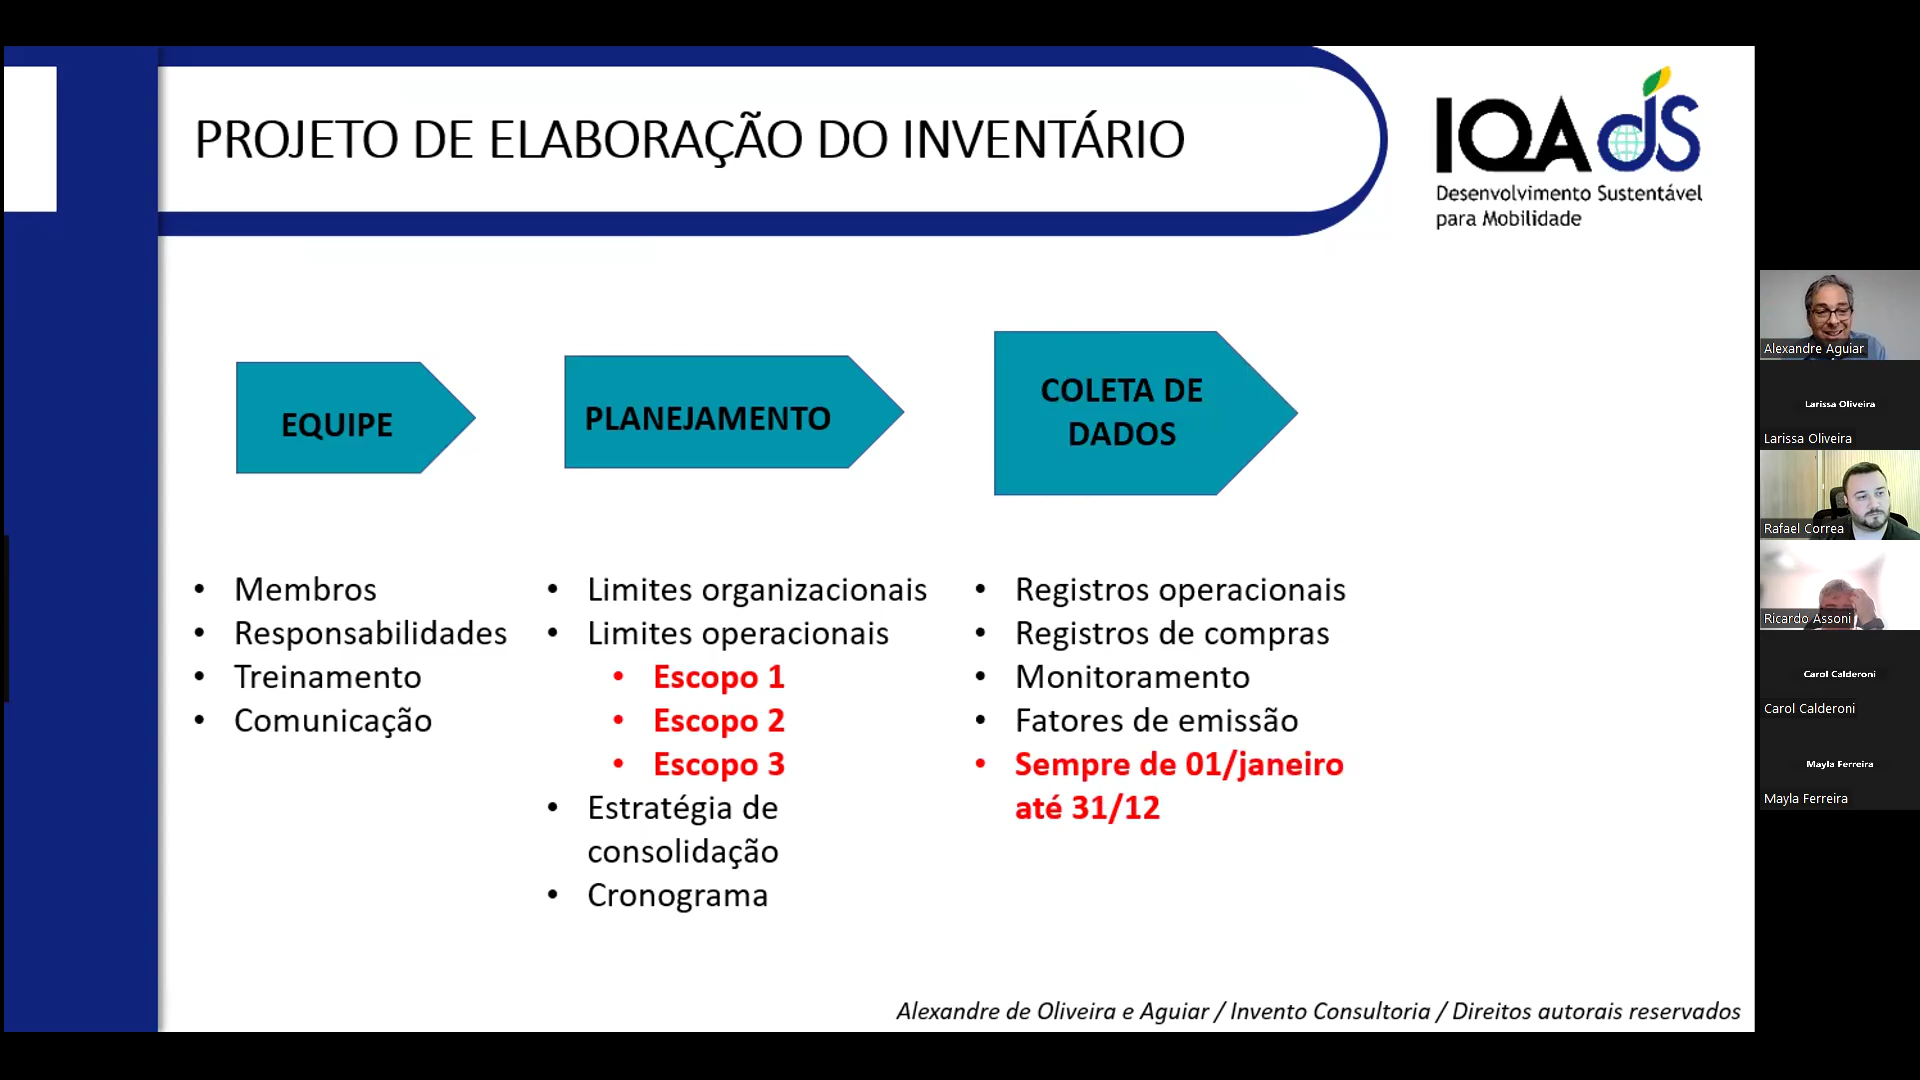 PROJETO DE ELABORAÇÃO DO INVENTÁRIO
IQAdS
Desenvolvimento Sustentável
para Mobilidade
EQUIPE
PLANEJAMENTO
COLETA DE
DADOS
• Membros
• Responsabilidades
• Treinamento
• Comunicação
• Limites organizacionais
• Limites operacionais
• Escopo 1
• Escopo 2
• Escopo 3
• Estratégia de
consolidação
• Cronograma
• Registros operacionais
• Registros de compras
• Monitoramento
• Fatores de emissão
• Sempre de 01/janeiro
até 31/12
Alexandre de Oliveira e Aguiar / Invento Consultoria / Direitos autorais reservados
Alexandre Aguiar
Larissa Oliveira
Larissa Oliveira
Rafael Correa
Ricardo Assoni
Carol Calderoni
Carol Calderoni
Mayla Ferreira
Mayla Ferreira